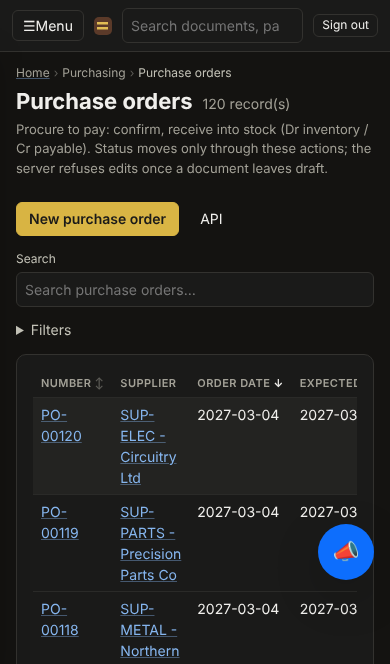 ☰Menu
Search documents, pa
Sign out
Home › Purchasing › Purchase orders
Purchase orders 120 record(s)
Procure to pay: confirm, receive into stock (Dr inventory /
Cr payable). Status moves only through these actions; the
server refuses edits once a document leaves draft.
New purchase order
API
Search
Search purchase orders...
▶ Filters
NUMBER ↕ SUPPLIER ORDER DATE ↓ EXPECTED
PO-
00120
SUP-
ELEC -
Circuitry
Ltd
2027-03-04
2027-03
PO-
00119
SUP-
PARTS -
Precision
Parts Co
2027-03-04
2027-03
PO-
00118
SUP-
METAL -
Northern
2027-03-04
2027-03